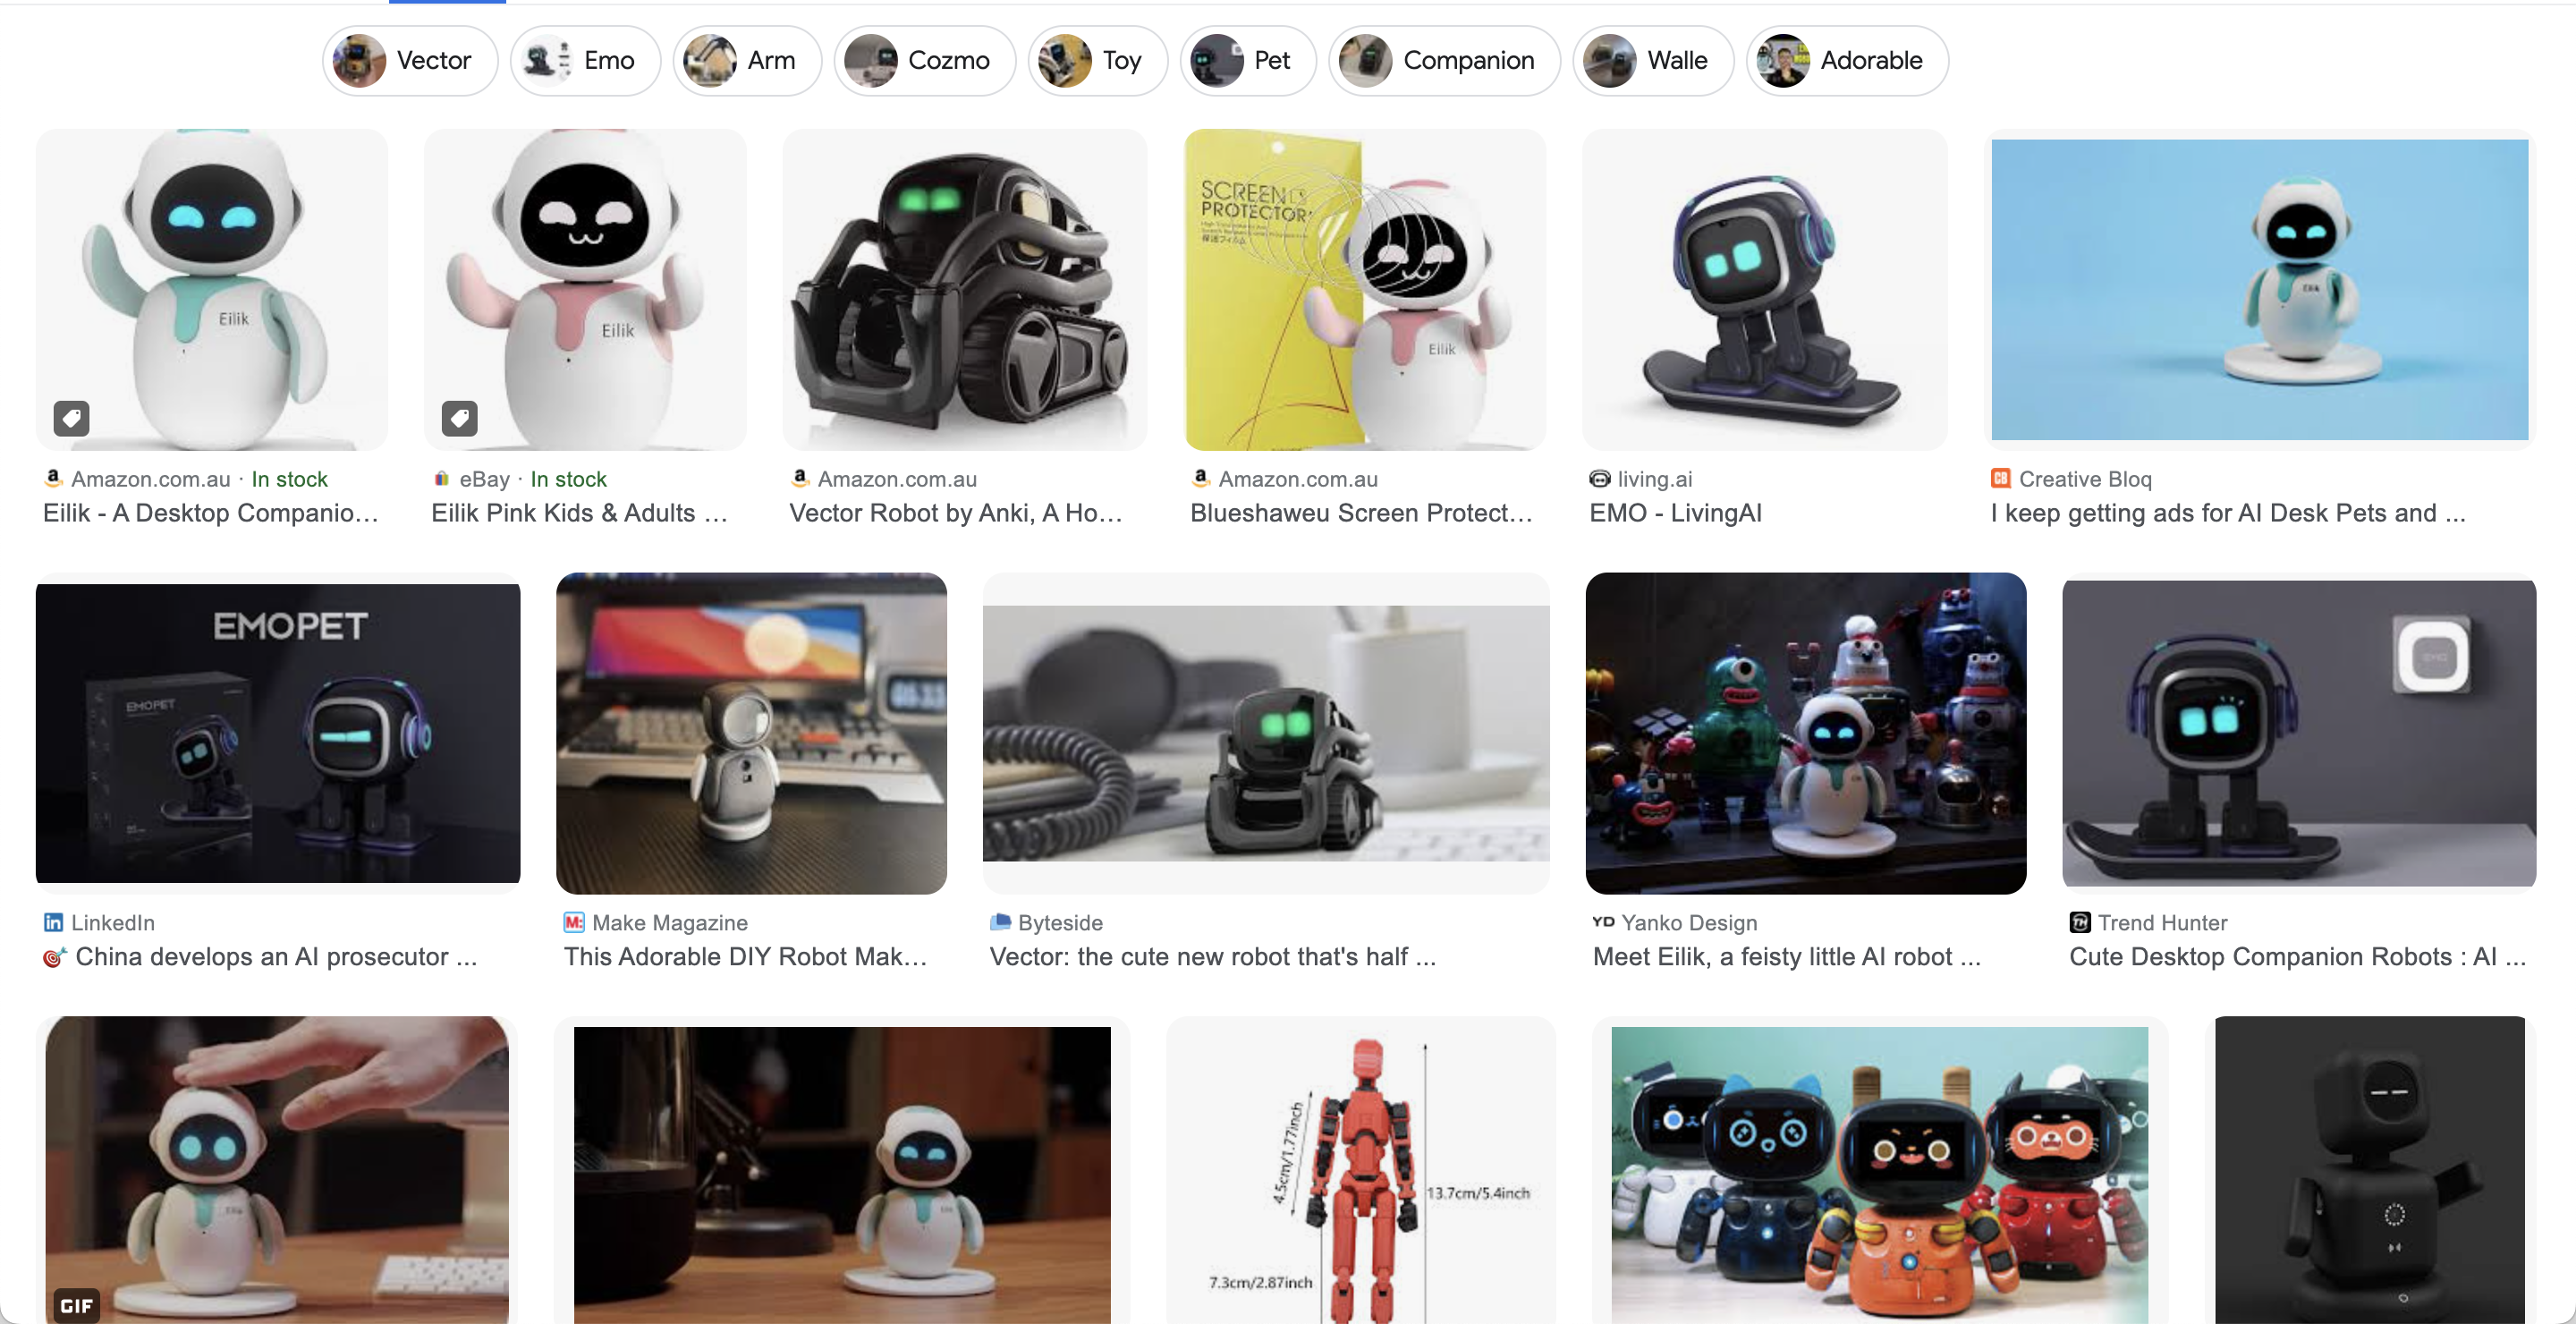 Vector
Emo
Arm
Cozmo
Toy
Pet
Companion
Walle
Adorable
Eilik
Eilik
SCREEN
PROTECTOR
Eilik
Eilik
Amazon.com.au · In stock
Eilik - A Desktop Companio...
eBay · In stock
Eilik Pink Kids & Adults ...
Amazon.com.au
Vector Robot by Anki, A Ho...
Amazon.com.au
Blueshaweu Screen Protect...
living.ai
EMO - LivingAI
CB Creative Bloq
I keep getting ads for AI Desk Pets and ...
EMOPET
EMOPET
EMO
in LinkedIn
China develops an AI prosecutor ...
M: Make Magazine
This Adorable DIY Robot Mak...
Byteside
Vector: the cute new robot that's half ...
YD Yanko Design
Meet Eilik, a feisty little AI robot ...
TH Trend Hunter
Cute Desktop Companion Robots : AI ...
GIF
4.5cm/1.77inch
13.7cm/5.4inch
7.3cm/2.87inch